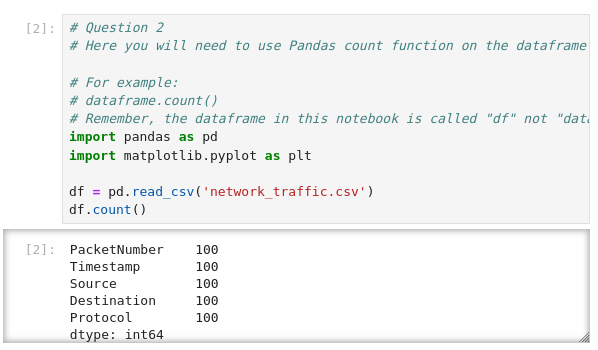 [2]: # Question 2
# Here you will need to use Pandas count function on the dataframe
# For example:
# dataframe.count()
# Remember, the dataframe in this notebook is called "df" not "data
import pandas as pd
import matplotlib.pyplot as plt
df = pd.read_csv('network_traffic.csv')
df.count()
[2]: PacketNumber 100
Timestamp 100
Source 100
Destination 100
Protocol 100
dtype: int64